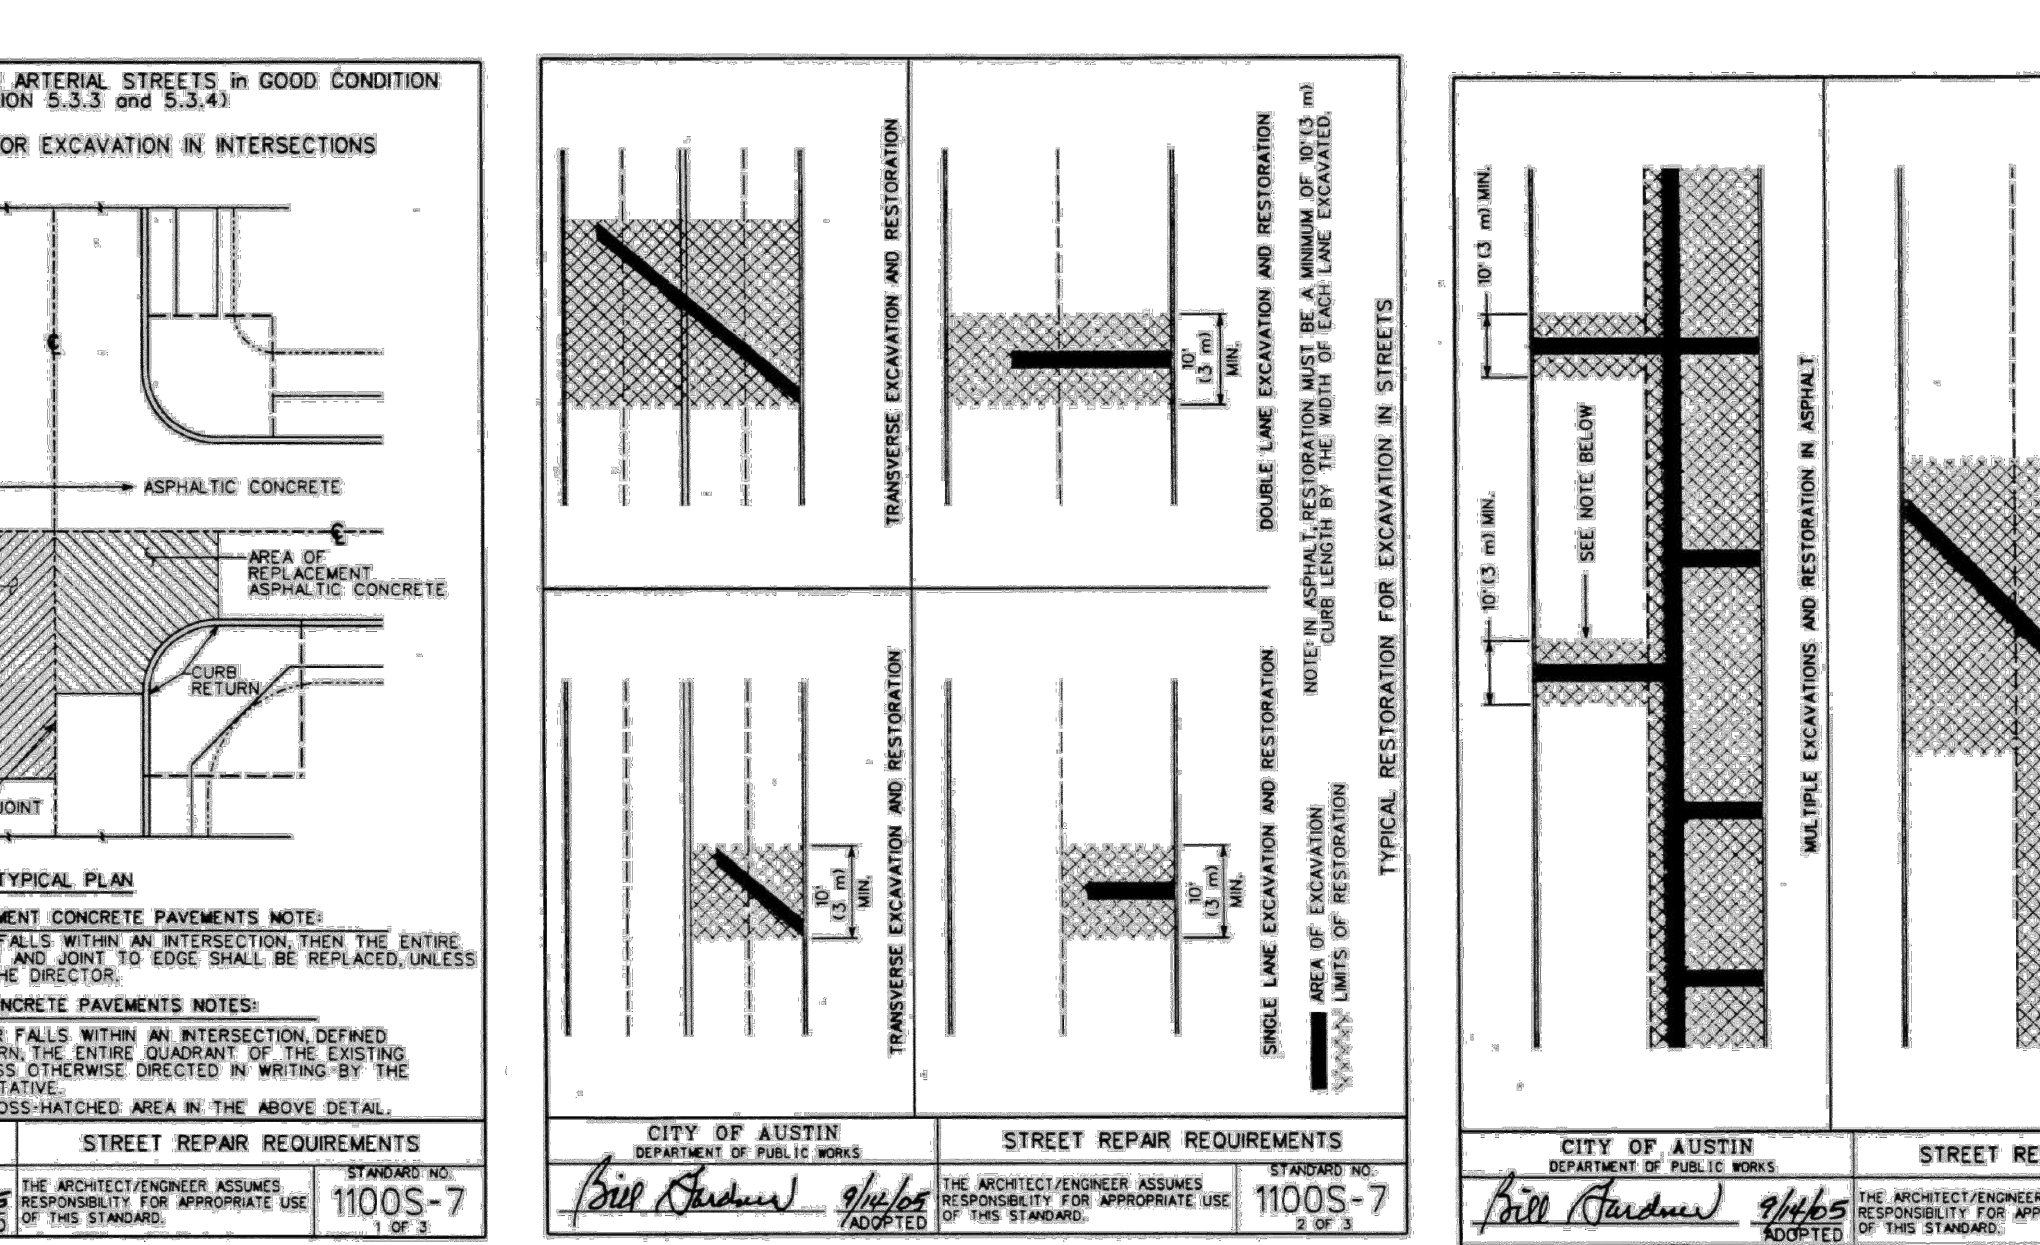 ARTERIAL STREETS in GOOD CONDITION
ION 5.3.3 and 5.3.4)
OR EXCAVATION IN INTERSECTIONS
ASPHALTIC CONCRETE
AREA OF
REPLACEMENT
ASPHALTIC CONCRETE
CURB
RETURN
JOINT
TYPICAL PLAN
MENT CONCRETE PAVEMENTS NOTE:
FALLS WITHIN AN INTERSECTION, THEN THE ENTIRE
AND JOINT TO EDGE SHALL BE REPLACED, UNLESS
HE DIRECTOR.
NCRETE PAVEMENTS NOTES:
R FALLS WITHIN AN INTERSECTION, DEFINED
RN, THE ENTIRE QUADRANT OF THE EXISTING
SS OTHERWISE DIRECTED IN WRITING BY THE
TATIVE.
OSS-HATCHED AREA IN THE ABOVE DETAIL.
STREET REPAIR REQUIREMENTS
THE ARCHITECT/ENGINEER ASSUMES
RESPONSIBILITY FOR APPROPRIATE USE
OF THIS STANDARD.
STANDARD NO.
1100S-7
1 OF 3
TRANSVERSE EXCAVATION AND RESTORATION
10'
(3 m)
MIN.
DOUBLE LANE EXCAVATION AND RESTORATION
10'
(3 m)
MIN.
TRANSVERSE EXCAVATION AND RESTORATION
10'
(3 m)
MIN.
SINGLE LANE EXCAVATION AND RESTORATION
NOTE: IN ASPHALT, RESTORATION MUST BE A MINIMUM OF 10' (3 m)
CURB LENGTH BY THE WIDTH OF EACH LANE EXCAVATED.
AREA OF EXCAVATION
LIMITS OF RESTORATION
TYPICAL RESTORATION FOR EXCAVATION IN STREETS
CITY OF AUSTIN
DEPARTMENT OF PUBLIC WORKS
Bill Gardner 9/14/05
ADOPTED
STREET REPAIR REQUIREMENTS
THE ARCHITECT/ENGINEER ASSUMES
RESPONSIBILITY FOR APPROPRIATE USE
OF THIS STANDARD.
STANDARD NO.
1100S-7
2 OF 3
10' (3 m) MIN.
10' (3 m) MIN.
SEE NOTE BELOW
MULTIPLE EXCAVATIONS AND RESTORATION IN ASPHALT
CITY OF AUSTIN
DEPARTMENT OF PUBLIC WORKS
Bill Gardner 9/14/05
ADOPTED
STREET RE
THE ARCHITECT/ENGINEER
RESPONSIBILITY FOR APP
OF THIS STANDARD.